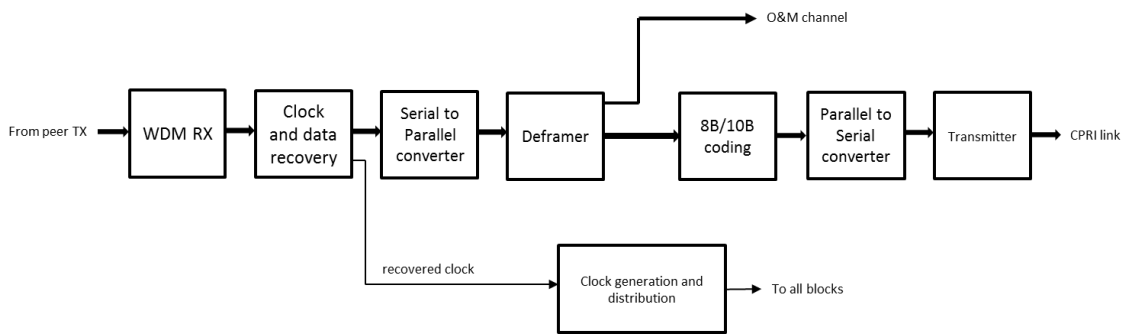 O&M channel
From peer TX
WDM RX
Clock
and data
recovery
Serial to
Parallel
converter
Deframer
8B/10B
coding
Parallel to
Serial
converter
Transmitter
CPRI link
recovered clock
Clock generation and
distribution
To all blocks